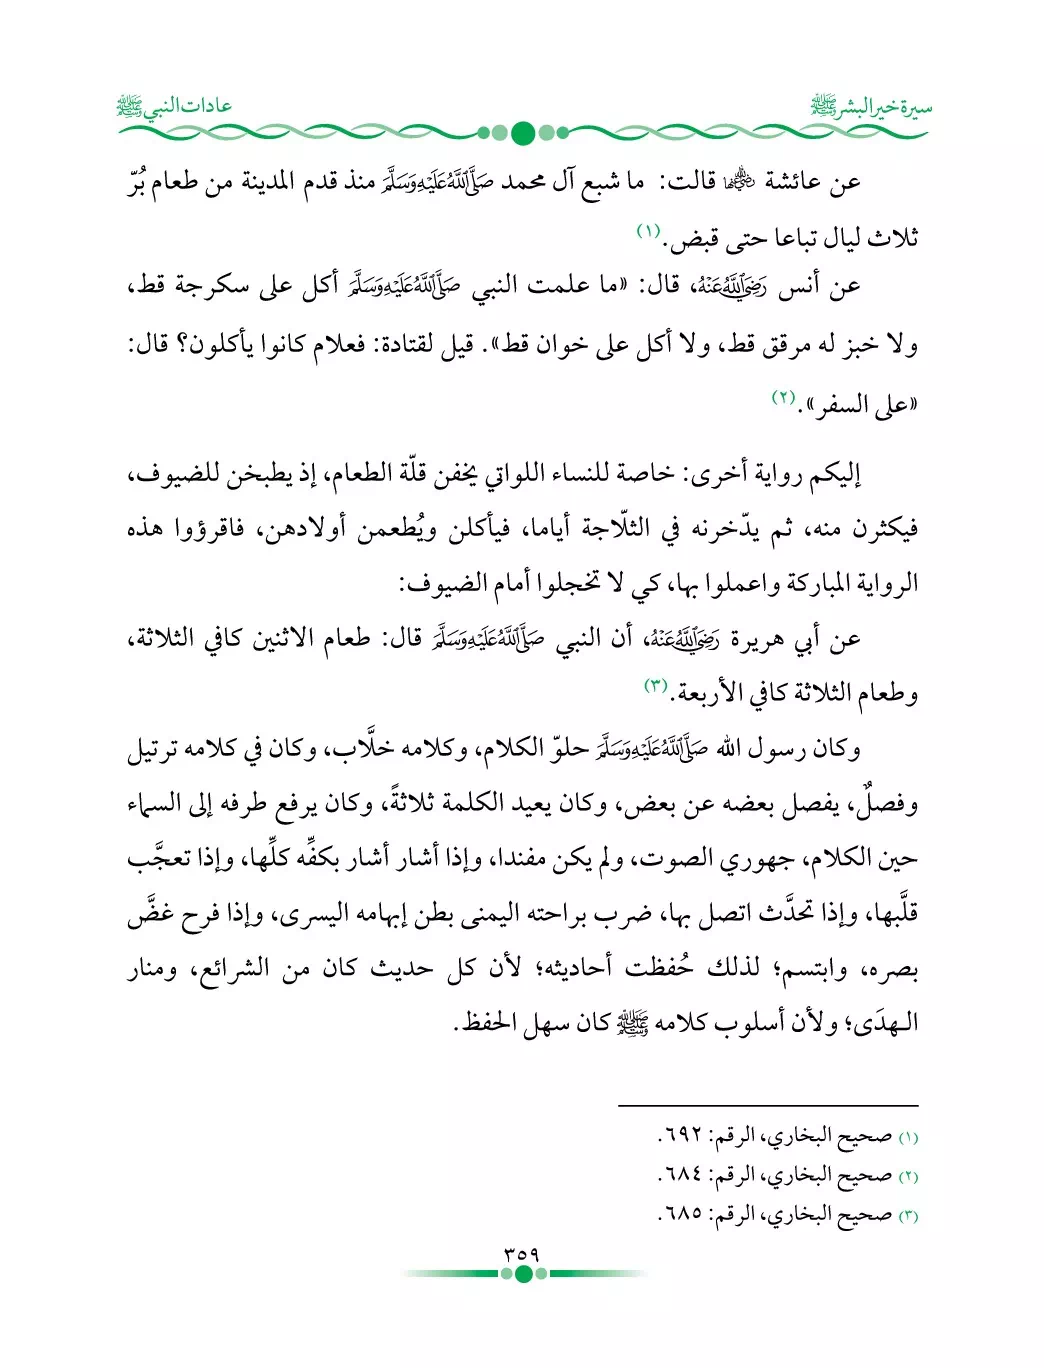 سيرة خير البشر ﷺ
عادات النبي ﷺ
عن عائشة رضي الله عنها قالت: ما شبع آل محمد صَلَّى اللَّهُ عَلَيْهِ وَسَلَّمَ منذ قدم المدينة من طعام بُرّ
ثلاث ليال تباعا حتى قبض.(١)
عن أنس رَضِيَ اللَّهُ عَنْهُ، قال: «ما علمت النبي صَلَّى اللَّهُ عَلَيْهِ وَسَلَّمَ أكل على سكرجة قط،
ولا خبز له مرقق قط، ولا أكل على خوان قط». قيل لقتادة: فعلام كانوا يأكلون؟ قال:
«على السفر».(٢)
إليكم رواية أخرى: خاصة للنساء اللواتي يخفن قلّة الطعام، إذ يطبخن للضيوف،
فيكثرن منه، ثم يدّخرنه في الثلّاجة أياما، فيأكلن ويُطعمن أولادهن، فاقرؤوا هذه
الرواية المباركة واعملوا بها، كي لا تخجلوا أمام الضيوف:
عن أبي هريرة رَضِيَ اللَّهُ عَنْهُ، أن النبي صَلَّى اللَّهُ عَلَيْهِ وَسَلَّمَ قال: طعام الاثنين كافي الثلاثة،
وطعام الثلاثة كافي الأربعة.(٣)
وكان رسول الله صَلَّى اللَّهُ عَلَيْهِ وَسَلَّمَ حلوّ الكلام، وكلامه خلَّاب، وكان في كلامه ترتيل
وفصلٌ، يفصل بعضه عن بعض، وكان يعيد الكلمة ثلاثةً، وكان يرفع طرفه إلى السماء
حين الكلام، جهوري الصوت، ولم يكن مفندا، وإذا أشار أشار بكفِّه كلِّها، وإذا تعجَّب
قلَّبها، وإذا تحدَّث اتصل بها، ضرب براحته اليمنى بطن إبهامه اليسرى، وإذا فرح غضَّ
بصره، وابتسم؛ لذلك حُفظت أحاديثه؛ لأن كل حديث كان من الشرائع، ومنار
الـهدَى؛ ولأن أسلوب كلامه ﷺ كان سهل الحفظ.
(١) صحيح البخاري، الرقم: ٦٩٢.
(٢) صحيح البخاري، الرقم: ٦٨٤.
(٣) صحيح البخاري، الرقم: ٦٨٥.
٣٥٩